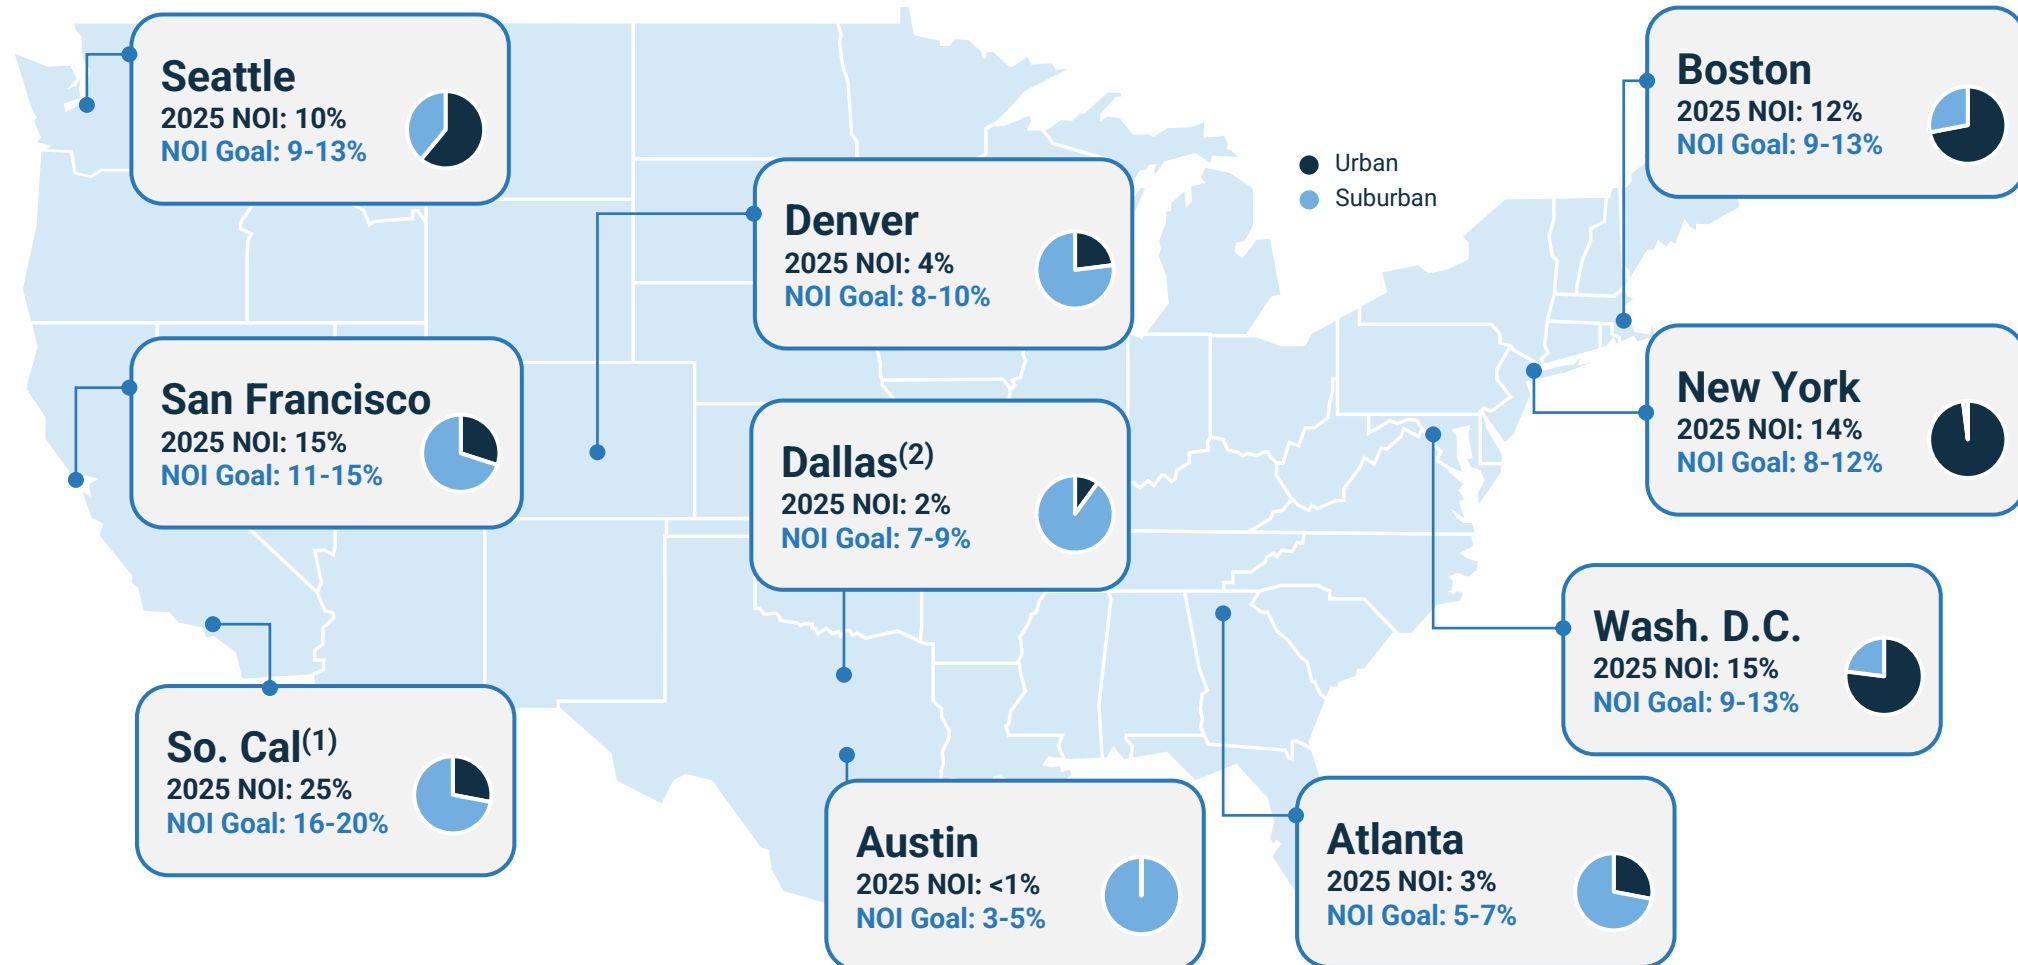 Seattle
2025 NOI: 10%
NOI Goal: 9-13%
Boston
2025 NOI: 12%
NOI Goal: 9-13%
Urban
Suburban
Denver
2025 NOI: 4%
NOI Goal: 8-10%
San Francisco
2025 NOI: 15%
NOI Goal: 11-15%
New York
2025 NOI: 14%
NOI Goal: 8-12%
Dallas(2)
2025 NOI: 2%
NOI Goal: 7-9%
Wash. D.C.
2025 NOI: 15%
NOI Goal: 9-13%
So. Cal(1)
2025 NOI: 25%
NOI Goal: 16-20%
Austin
2025 NOI: <1%
NOI Goal: 3-5%
Atlanta
2025 NOI: 3%
NOI Goal: 5-7%